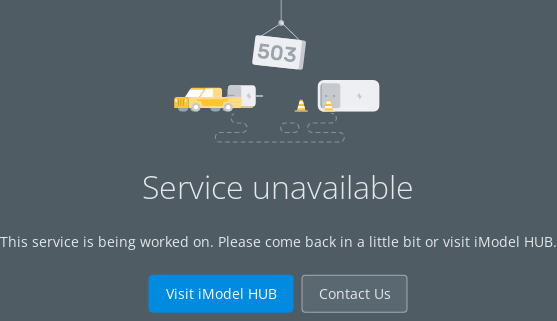 503
Service unavailable
This service is being worked on. Please come back in a little bit or visit iModel HUB.
Visit iModel HUB
Contact Us